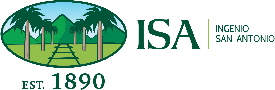 ISA
INGENIO
SAN ANTONIO
EST. 1890